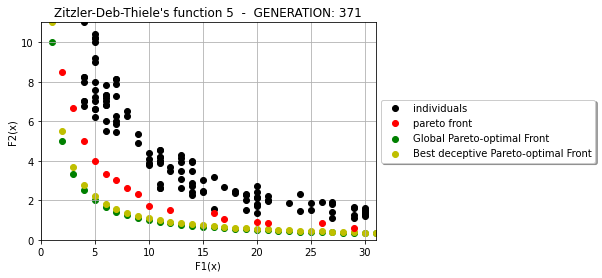 Zitzler-Deb-Thiele's function 5 - GENERATION: 371
10
8
6
4
2
0
F2(x)
0 5 10 15 20 25 30
F1(x)
individuals
pareto front
Global Pareto-optimal Front
Best deceptive Pareto-optimal Front